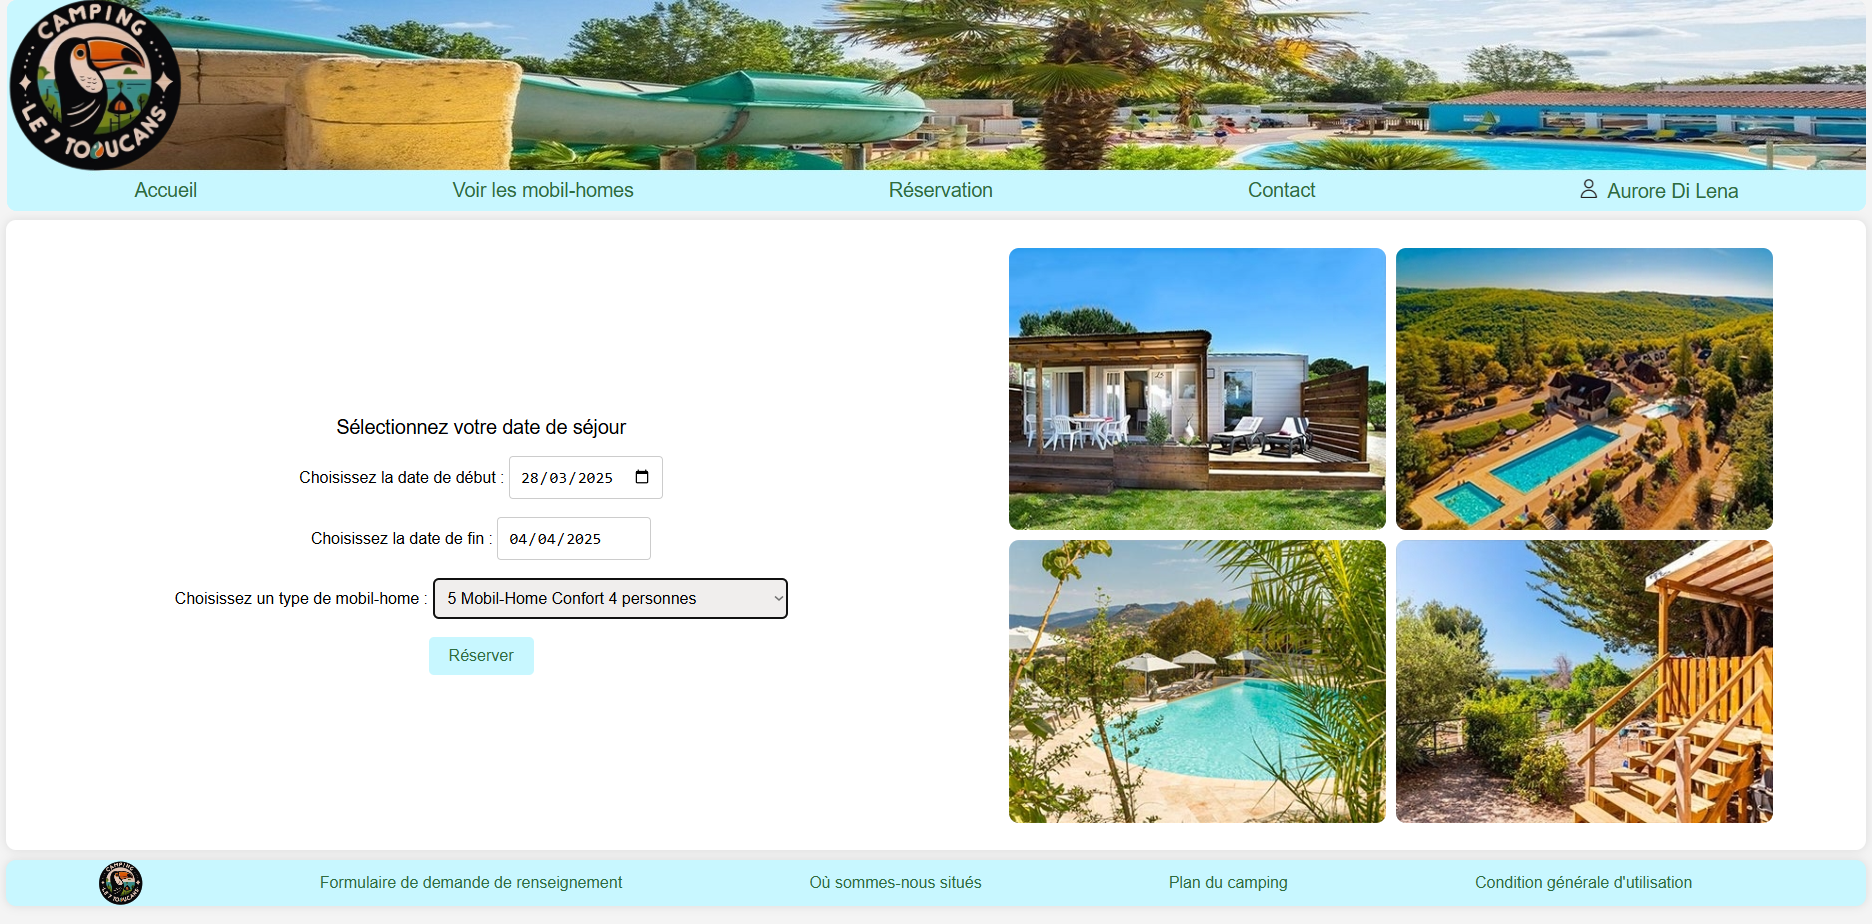 CAMPING
LE 7 TOOUCANS
Accueil
Voir les mobil-homes
Réservation
Contact
Aurore Di Lena
Sélectionnez votre date de séjour
Choisissez la date de début : 28/03/2025
Choisissez la date de fin : 04/04/2025
Choisissez un type de mobil-home : 5 Mobil-Home Confort 4 personnes
Réserver
CAMPING
Formulaire de demande de renseignement
Où sommes-nous situés
Plan du camping
Condition générale d'utilisation